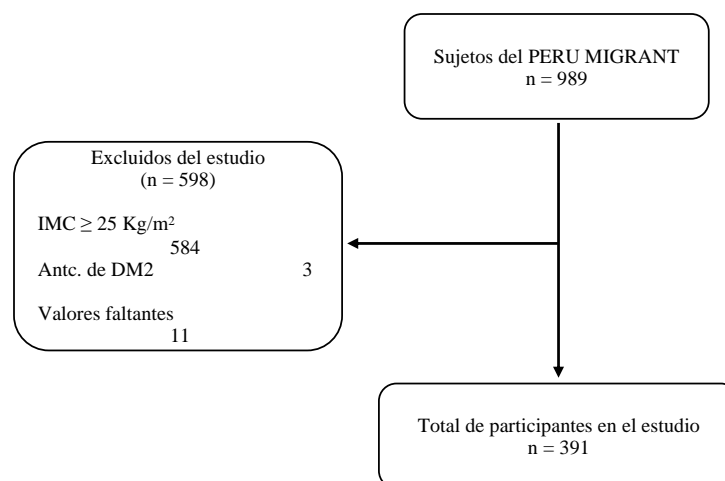 Sujetos del PERU MIGRANT
n = 989
Excluidos del estudio
(n = 598)
IMC ≥ 25 Kg/m²
584
Antc. de DM2 3
Valores faltantes
11
Total de participantes en el estudio
n = 391